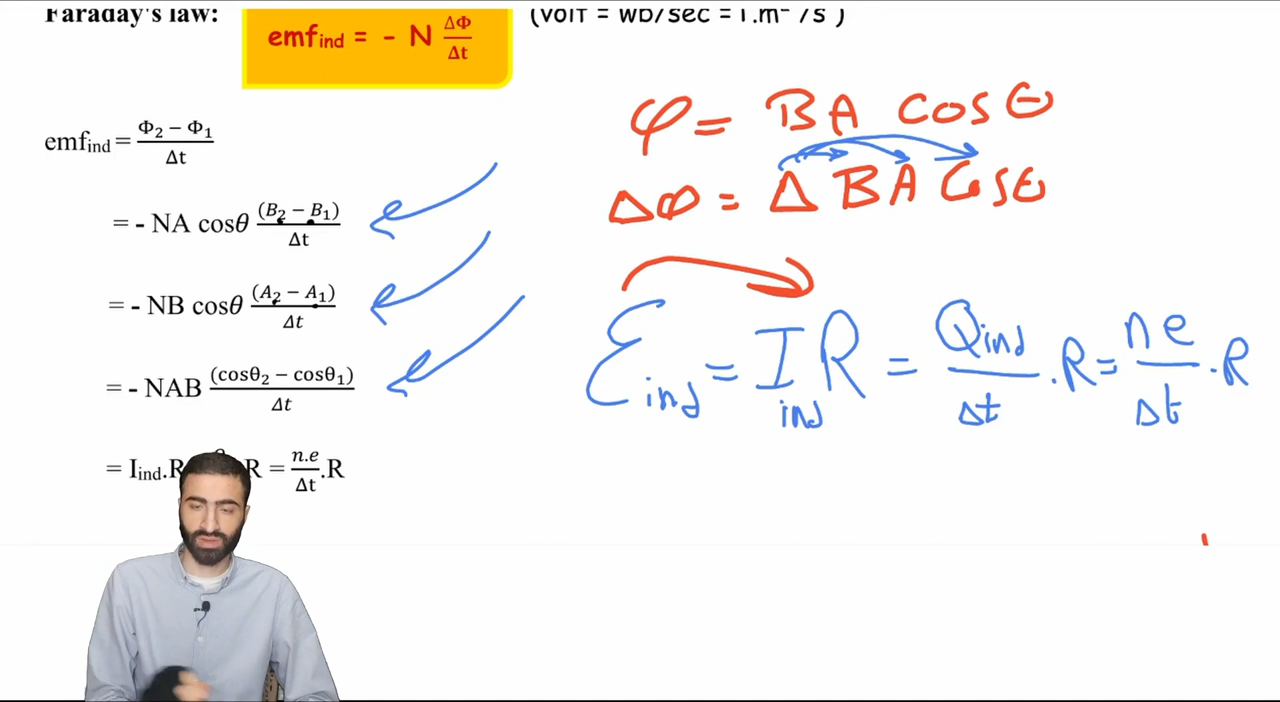 Faraday's law:
emf_ind = - N ΔΦ/Δt
(Volt = wb/sec = T.m² /s )
emf_ind = (Φ₂ − Φ₁)/Δt
= - NA cosθ (B₂ − B₁)/Δt
= - NB cosθ (A₂ − A₁)/Δt
= - NAB (cosθ₂ − cosθ₁)/Δt
= I_ind.R R = n.e/Δt .R
φ = BA cosθ
Δφ = Δ BA Cosθ
Ɛ_ind = I_ind R = Q_ind/Δt .R = ne/Δt .R